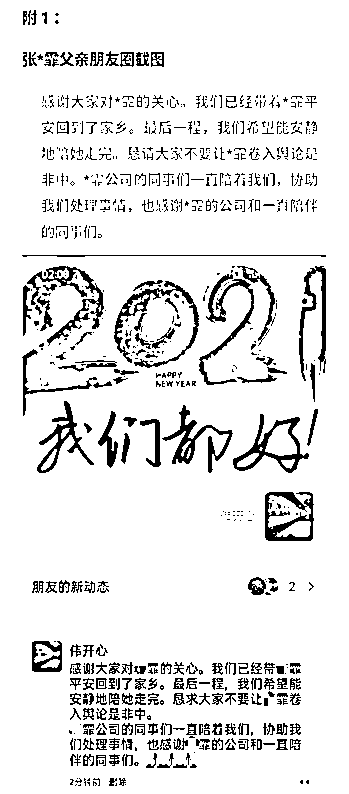 附1：
张*霏父亲朋友圈截图
感谢大家对*霏的关心。我们已经带着*霏平
安回到了家乡。最后一程，我们希望能安静
地陪她走完。恳请大家不要让*霏卷入舆论是
非中。*霏公司的同事们一直陪着我们，协助
我们处理事情，也感谢*霏的公司和一直陪伴
的同事们。
2021
HAPPY
NEW YEAR
我们都好!
朋友的新动态
2
伟开心
感谢大家对 霏的关心。我们已经带 霏
平安回到了家乡。最后一程，我们希望能
安静地陪她走完。恳求大家不要让 霏卷
入舆论是非中。
霏公司的同事们一直陪着我们，协助我
们处理事情，也感谢 霏的公司和一直陪
伴的同事们。
2分钟前 删除